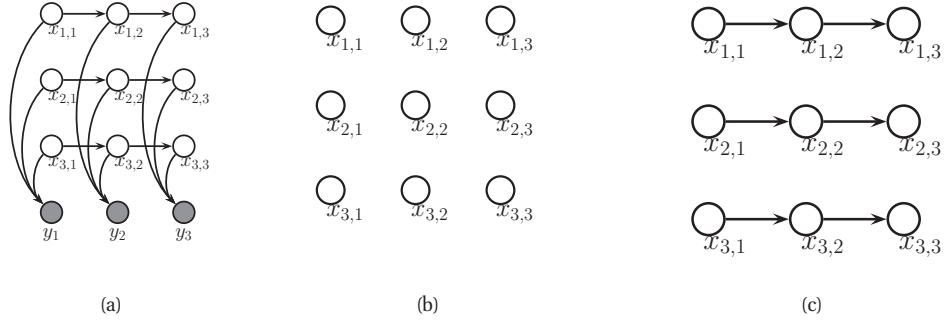 x1,1 x1,2 x1,3 x1,1 x1,2 x1,3 x1,1 x1,2 x1,3
x2,1 x2,2 x2,3 x2,1 x2,2 x2,3 x2,1 x2,2 x2,3
x3,1 x3,2 x3,3 x3,1 x3,2 x3,3 x3,1 x3,2 x3,3
y1 y2 y3
(a) (b) (c)